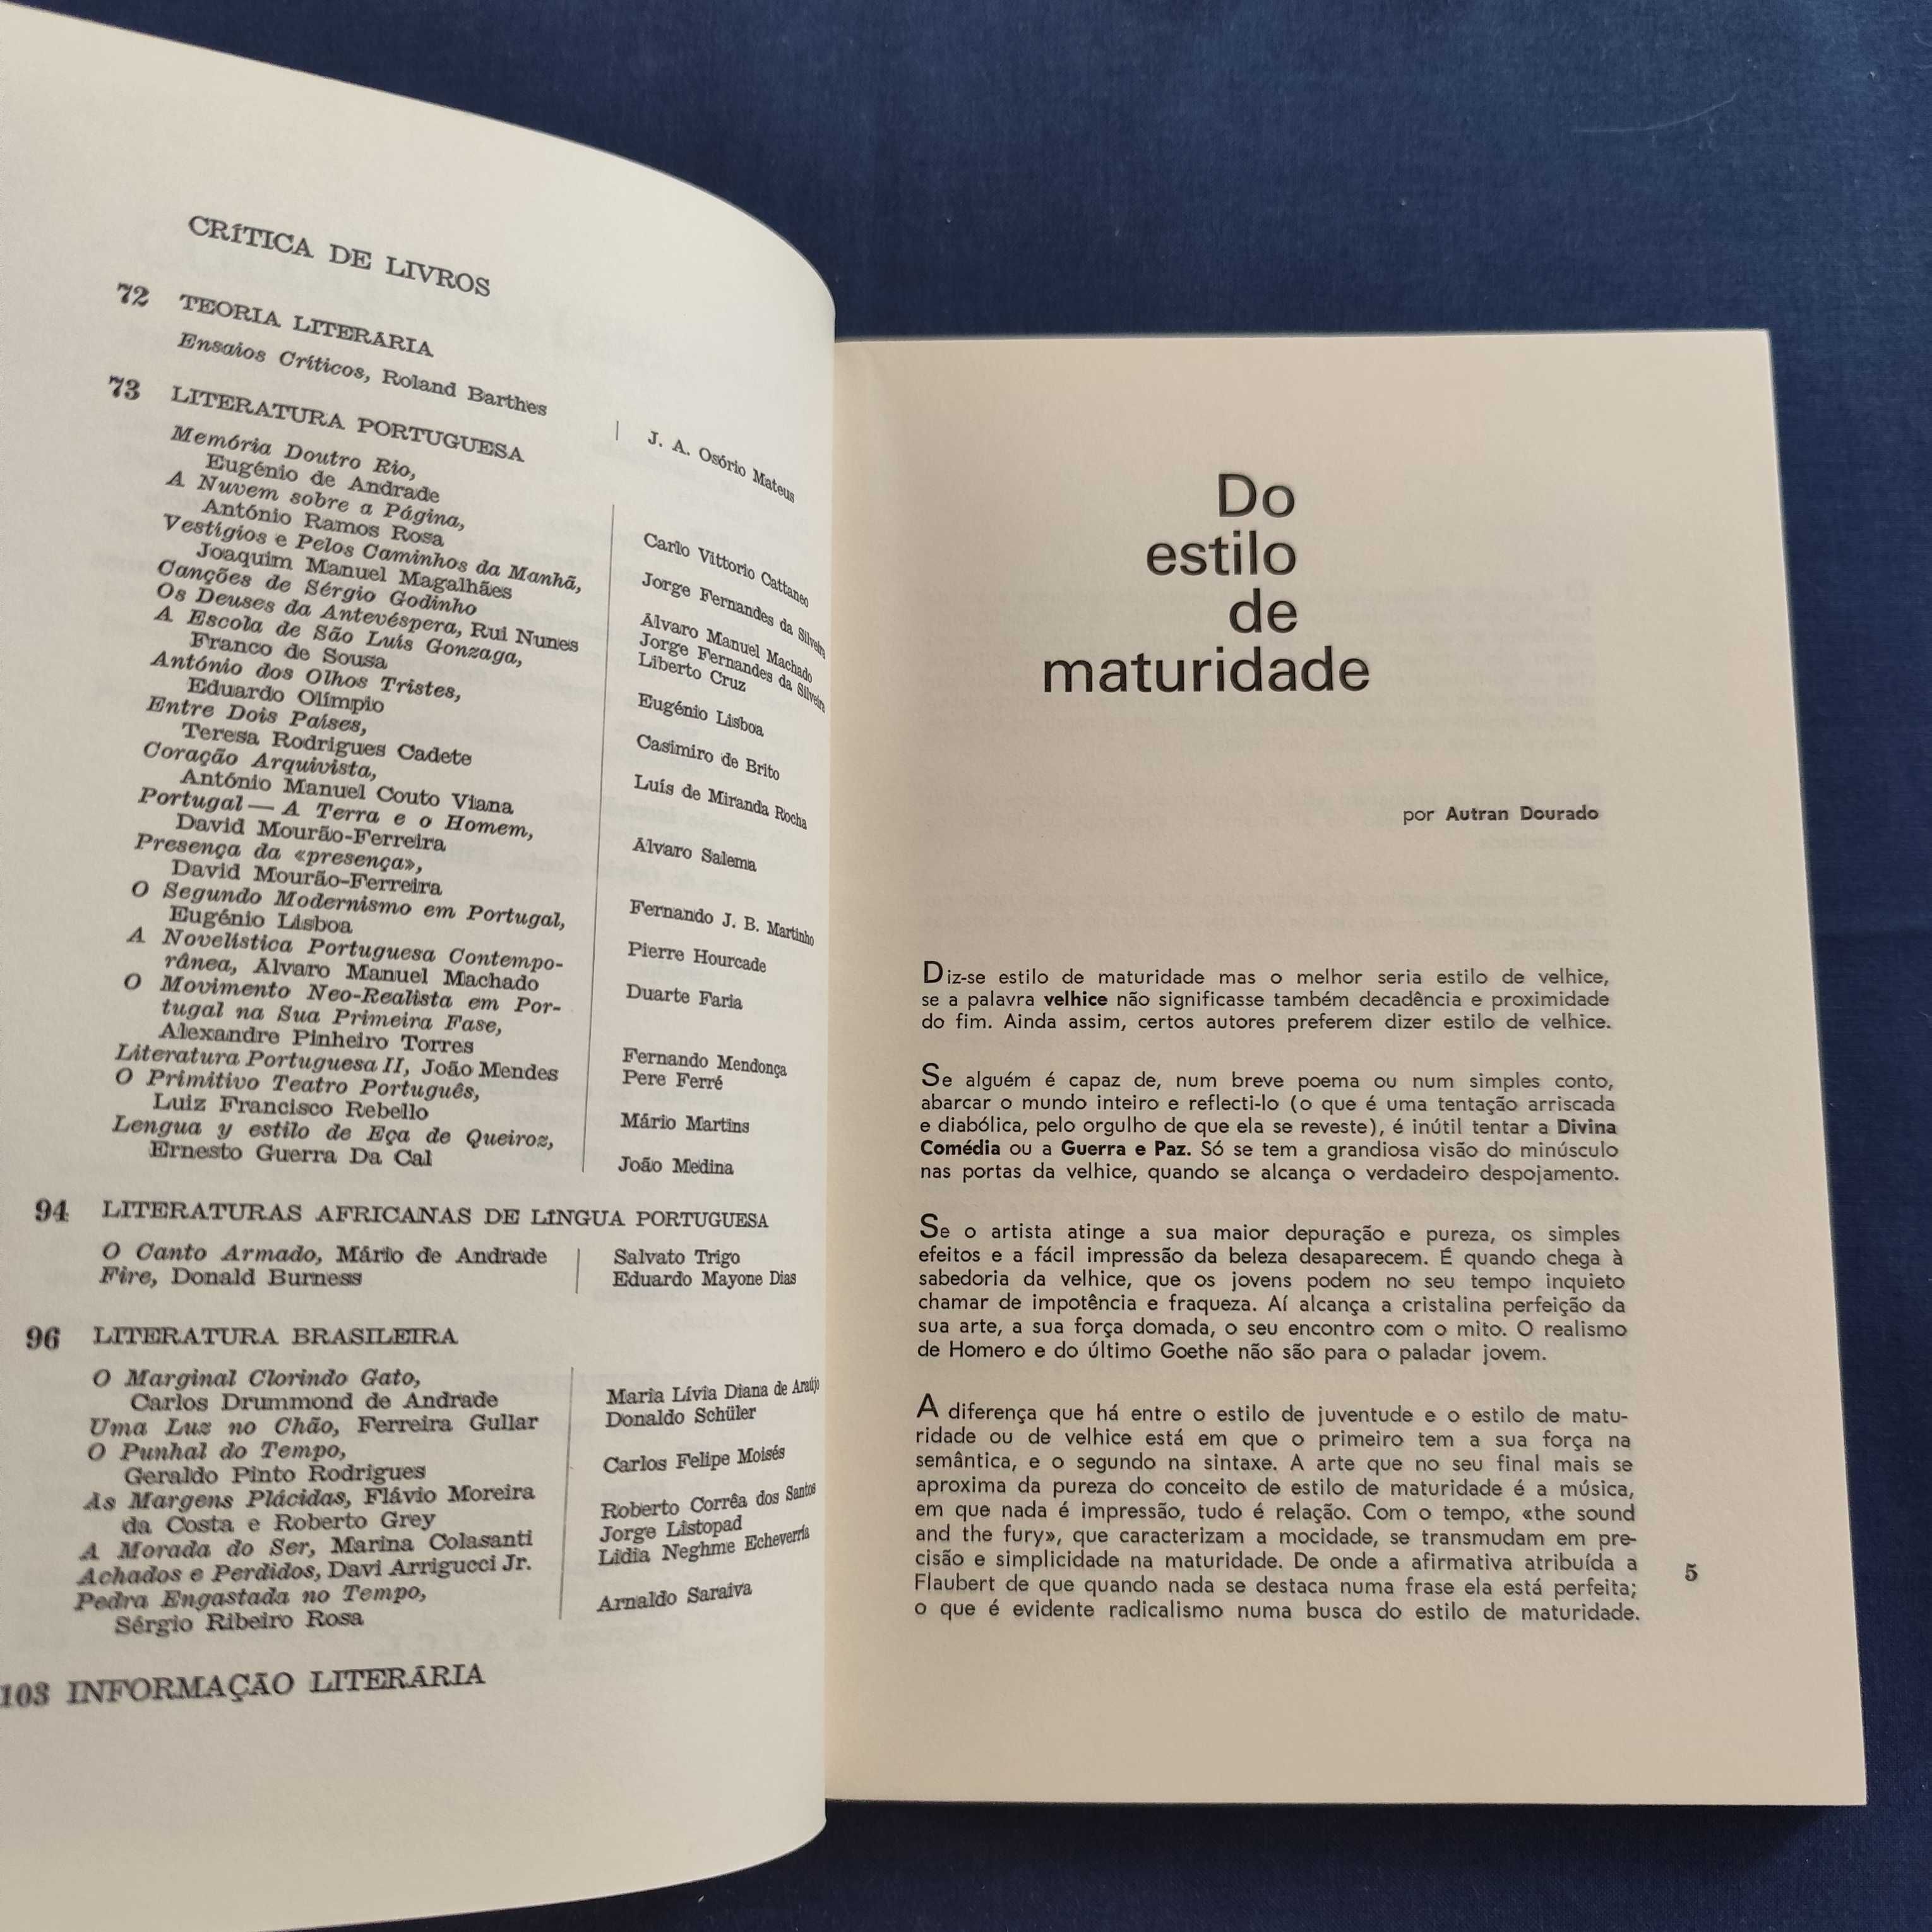 CRÍTICA DE LIVROS
72 TEORIA LITERÁRIA
Ensaios Críticos, Roland Barthes | J. A. Osório Mateus
73 LITERATURA PORTUGUESA
Memória Doutro Rio,
Eugénio de Andrade | Carlo Vittorio Cattaneo
A Nuvem sobre a Página,
António Ramos Rosa | Jorge Fernandes da Silveira
Vestígios e Pelos Caminhos da Manhã,
Joaquim Manuel Magalhães | Álvaro Manuel Machado
Canções de Sérgio Godinho | Jorge Fernandes da Silveira
Os Deuses da Antevéspera, Rui Nunes | Liberto Cruz
A Escola de São Luís Gonzaga,
Franco de Sousa | Eugénio Lisboa
António dos Olhos Tristes,
Eduardo Olímpio | Casimiro de Brito
Entre Dois Países,
Teresa Rodrigues Cadete | Luís de Miranda Rocha
Coração Arquivista,
António Manuel Couto Viana
Portugal — A Terra e o Homem,
David Mourão-Ferreira | Álvaro Salema
Presença da «presença»,
David Mourão-Ferreira
O Segundo Modernismo em Portugal,
Eugénio Lisboa | Fernando J. B. Martinho
A Novelística Portuguesa Contempo-
rânea, Álvaro Manuel Machado | Pierre Hourcade
O Movimento Neo-Realista em Por-
tugal na Sua Primeira Fase, | Duarte Faria
Alexandre Pinheiro Torres | Fernando Mendonça
Literatura Portuguesa II, João Mendes | Pere Ferré
O Primitivo Teatro Português,
Luiz Francisco Rebello | Mário Martins
Lengua y estilo de Eça de Queiroz,
Ernesto Guerra Da Cal | João Medina
94 LITERATURAS AFRICANAS DE LÍNGUA PORTUGUESA
O Canto Armado, Mário de Andrade | Salvato Trigo
Fire, Donald Burness | Eduardo Mayone Dias
96 LITERATURA BRASILEIRA
O Marginal Clorindo Gato,
Carlos Drummond de Andrade | Maria Lívia Diana de
Uma Luz no Chão, Ferreira Gullar | Donaldo Schüler
O Punhal do Tempo,
Geraldo Pinto Rodrigues | Carlos Felipe Moisés
As Margens Plácidas, Flávio Moreira
da Costa e Roberto Grey | Roberto Corrêa dos Santos
A Morada do Ser, Marina Colasanti | Jorge Listopad
Achados e Perdidos, Davi Arrigucci Jr. | Lidia Neghme Echeverría
Pedra Engastada no Tempo,
Sérgio Ribeiro Rosa | Arnaldo Saraiva
103 INFORMAÇÃO LITERÁRIA
Do
estilo
de
maturidade
por Autran Dourado
Diz-se estilo de maturidade mas o melhor seria estilo de velhice,
se a palavra velhice não significasse também decadência e proximidade
do fim. Ainda assim, certos autores preferem dizer estilo de velhice.
Se alguém é capaz de, num breve poema ou num simples conto,
abarcar o mundo inteiro e reflecti-lo (o que é uma tentação arriscada
e diabólica, pelo orgulho de que ela se reveste), é inútil tentar a Divina
Comédia ou a Guerra e Paz. Só se tem a grandiosa visão do minúsculo
nas portas da velhice, quando se alcança o verdadeiro despojamento.
Se o artista atinge a sua maior depuração e pureza, os simples
efeitos e a fácil impressão da beleza desaparecem. É quando chega à
sabedoria da velhice, que os jovens podem no seu tempo inquieto
chamar de impotência e fraqueza. Aí alcança a cristalina perfeição da
sua arte, a sua força domada, o seu encontro com o mito. O realismo
de Homero e do último Goethe não são para o paladar jovem.
A diferença que há entre o estilo de juventude e o estilo de matu-
ridade ou de velhice está em que o primeiro tem a sua força na
semântica, e o segundo na sintaxe. A arte que no seu final mais se
aproxima da pureza do conceito de estilo de maturidade é a música,
em que nada é impressão, tudo é relação. Com o tempo, «the sound
and the fury», que caracterizam a mocidade, se transmudam em pre-
cisão e simplicidade na maturidade. De onde a afirmativa atribuída a
Flaubert de que quando nada se destaca numa frase ela está perfeita;
o que é evidente radicalismo numa busca do estilo de maturidade.
5